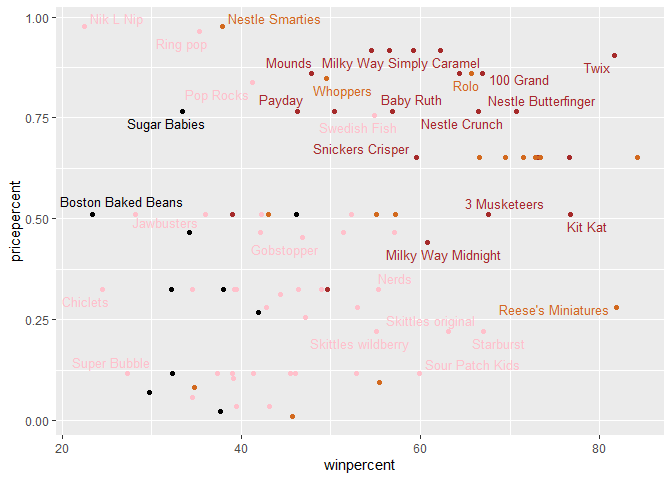 1.00
Nik L Nip
Nestle Smarties
Ring pop
Mounds
Milky Way Simply Caramel
Twix
100 Grand
Pop Rocks
Whoppers
Rolo
Payday
Baby Ruth
Nestle Butterfinger
0.75
Sugar Babies
Swedish Fish
Nestle Crunch
Snickers Crisper
pricepercent
Boston Baked Beans
3 Musketeers
0.50
Jawbusters
Kit Kat
Gobstopper
Milky Way Midnight
Nerds
Chiclets
Reese's Miniatures
Skittles original
0.25
Skittles wildberry
Starburst
Super Bubble
Sour Patch Kids
0.00
20
40
60
80
winpercent